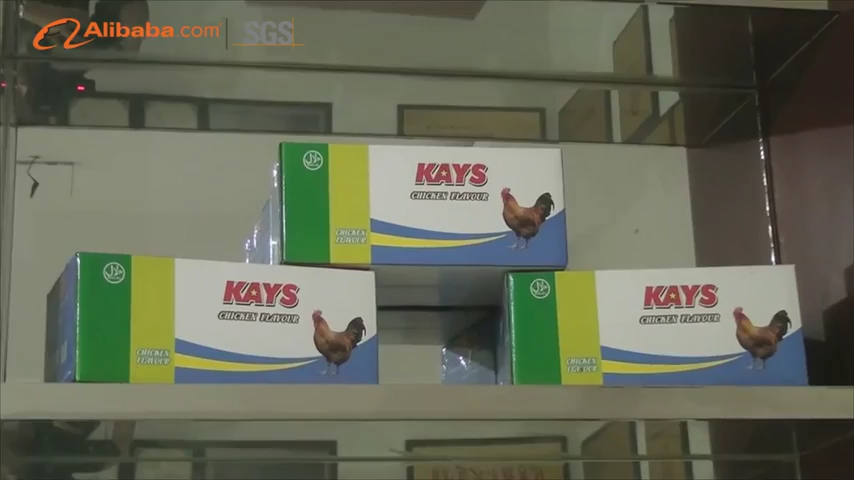 Alibaba.com | SGS
KAYS
CHICKEN FLAVOUR
CHICKEN
FLAVOUR
KAYS
CHICKEN FLAVOUR
CHICKEN
FLAVOUR
KAYS
CHICKEN FLAVOUR
CHICKEN
FLAVOUR